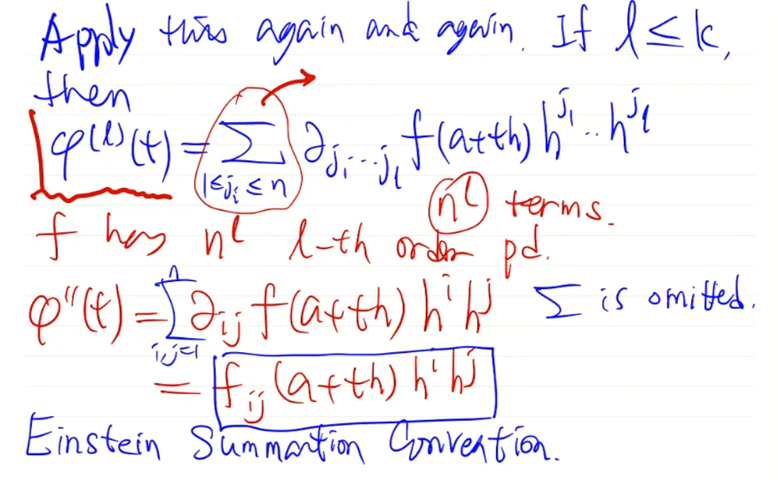 Apply this again and again. If l ≤ k,
then
φ^(l)(t) = Σ_{1≤j_i≤n} ∂_{j_1…j_l} f(a+th) h^{j_1}..h^{j_l}
n^l terms.
f has n^l l-th order pd.
φ''(t) = Σ_{i,j=1}^n ∂_{ij} f(a+th) h^i h^j Σ is omitted.
= f_{ij}(a+th) h^i h^j
Einstein Summantion Convention.